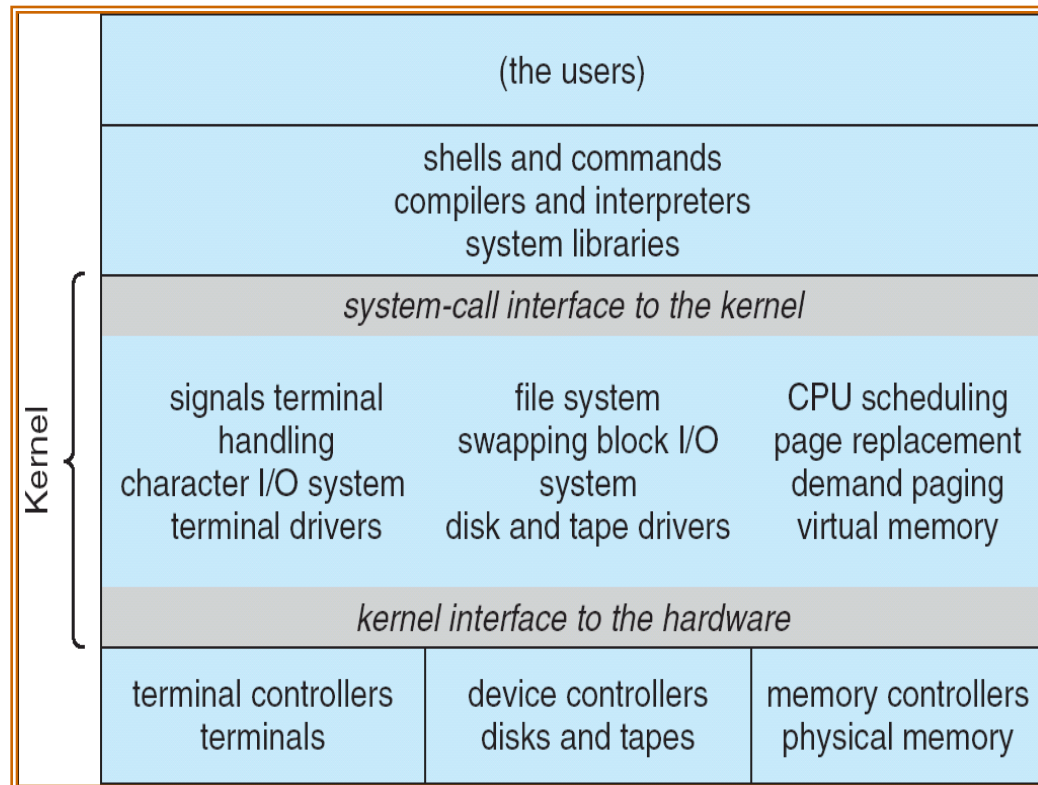 (the users)
shells and commands
compilers and interpreters
system libraries
Kernel
system-call interface to the kernel
signals terminal
handling
character I/O system
terminal drivers
file system
swapping block I/O
system
disk and tape drivers
CPU scheduling
page replacement
demand paging
virtual memory
kernel interface to the hardware
terminal controllers
terminals
device controllers
disks and tapes
memory controllers
physical memory